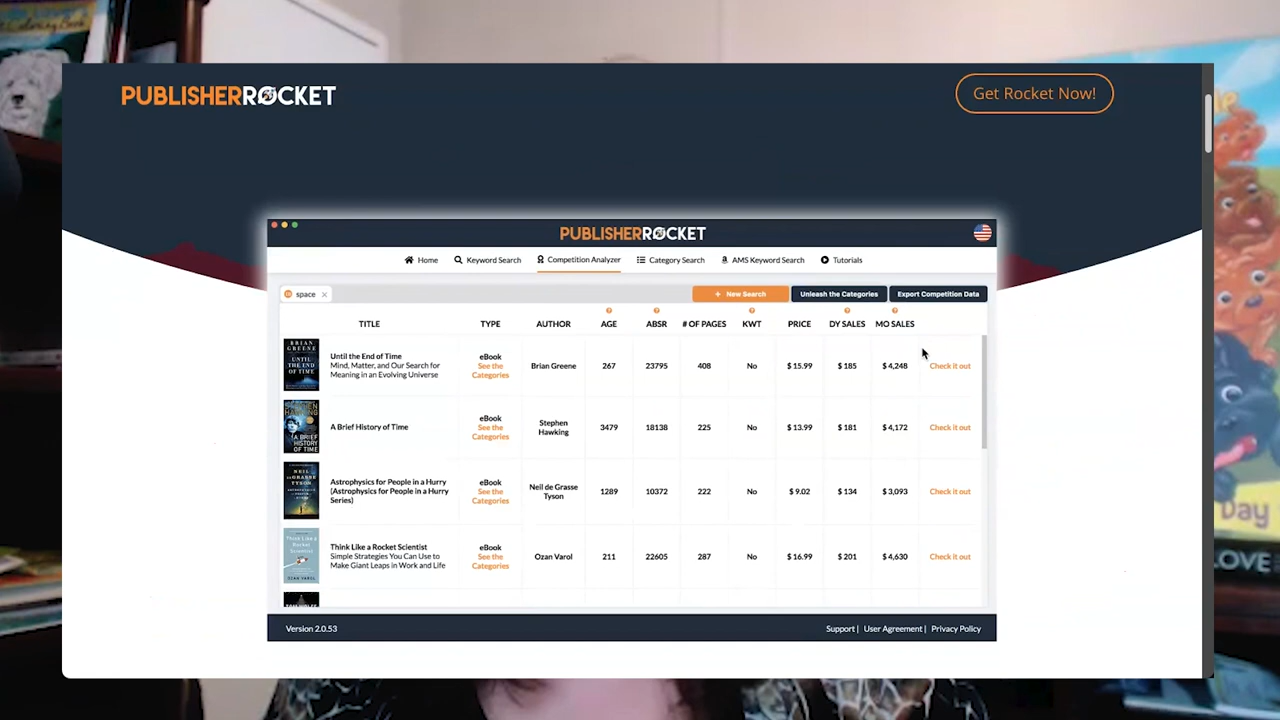 PUBLISHERROCKET
Get Rocket Now!
PUBLISHERROCKET
Home
Keyword Search
Competition Analyzer
Category Search
AMS Keyword Search
Tutorials
space
+ New Search
Unleash the Categories
Export Competition Data
TITLE TYPE AUTHOR AGE ABSR # OF PAGES KWT PRICE DY SALES MO SALES
Until the End of Time
Mind, Matter, and Our Search for
Meaning in an Evolving Universe
eBook
See the
Categories
Brian Greene 267 23795 408 No $ 15.99 $ 185 $ 4,248 Check it out
A Brief History of Time
eBook
See the
Categories
Stephen
Hawking
3479 18138 225 No $ 13.99 $ 181 $ 4,172 Check it out
Astrophysics for People in a Hurry
(Astrophysics for People in a Hurry
Series)
eBook
See the
Categories
Neil de Grasse
Tyson
1289 10372 222 No $ 9.02 $ 134 $ 3,093 Check it out
Think Like a Rocket Scientist
Simple Strategies You Can Use to
Make Giant Leaps in Work and Life
eBook
See the
Categories
Ozan Varol 211 22605 287 No $ 16.99 $ 201 $ 4,630 Check it out
Version 2.0.53
Support | User Agreement | Privacy Policy
Day
LOVE